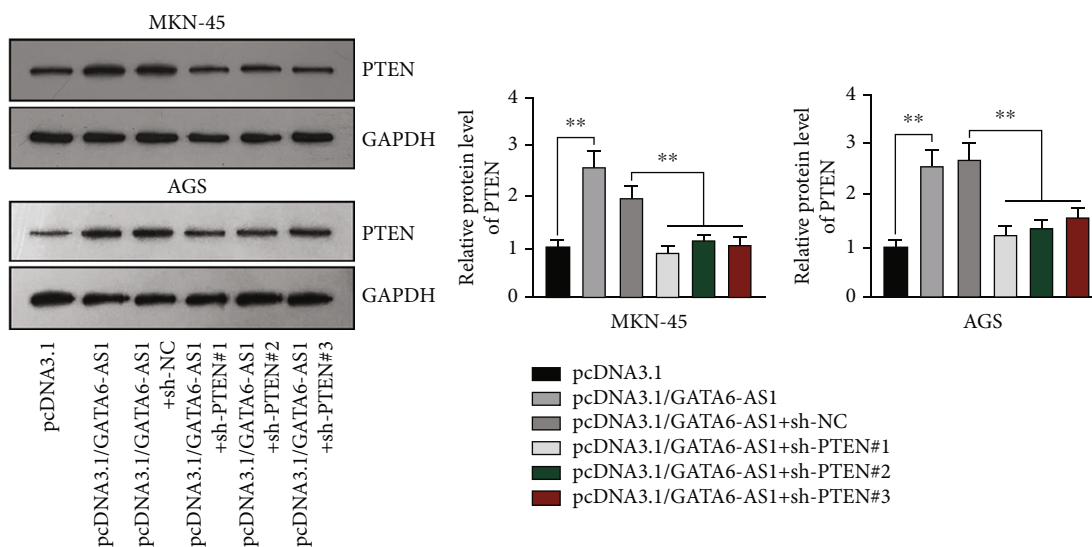 MKN-45
PTEN
GAPDH
AGS
PTEN
GAPDH
pcDNA3.1
pcDNA3.1/GATA6-AS1
pcDNA3.1/GATA6-AS1
+sh-NC
pcDNA3.1/GATA6-AS1
+sh-PTEN#1
pcDNA3.1/GATA6-AS1
+sh-PTEN#2
pcDNA3.1/GATA6-AS1
+sh-PTEN#3
Relative protein level
of PTEN
4
3
2
1
0
**
**
MKN-45
Relative protein level
of PTEN
4
3
2
1
0
**
**
AGS
pcDNA3.1
pcDNA3.1/GATA6-AS1
pcDNA3.1/GATA6-AS1+sh-NC
pcDNA3.1/GATA6-AS1+sh-PTEN#1
pcDNA3.1/GATA6-AS1+sh-PTEN#2
pcDNA3.1/GATA6-AS1+sh-PTEN#3